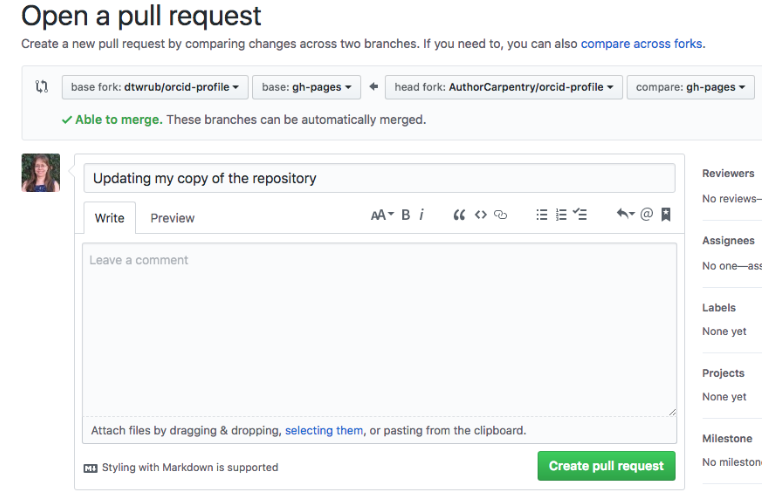 Open a pull request
Create a new pull request by comparing changes across two branches. If you need to, you can also compare across forks.
base fork: dtwrub/orcid-profile base: gh-pages head fork: AuthorCarpentry/orcid-profile compare: gh-pages
Able to merge. These branches can be automatically merged.
Updating my copy of the repository
Reviewers
No reviews—
Write Preview AA B i
Leave a comment
Assignees
No one—ass
Labels
None yet
Projects
None yet
Attach files by dragging & dropping, selecting them, or pasting from the clipboard.
Milestone
No mileston
Styling with Markdown is supported
Create pull request